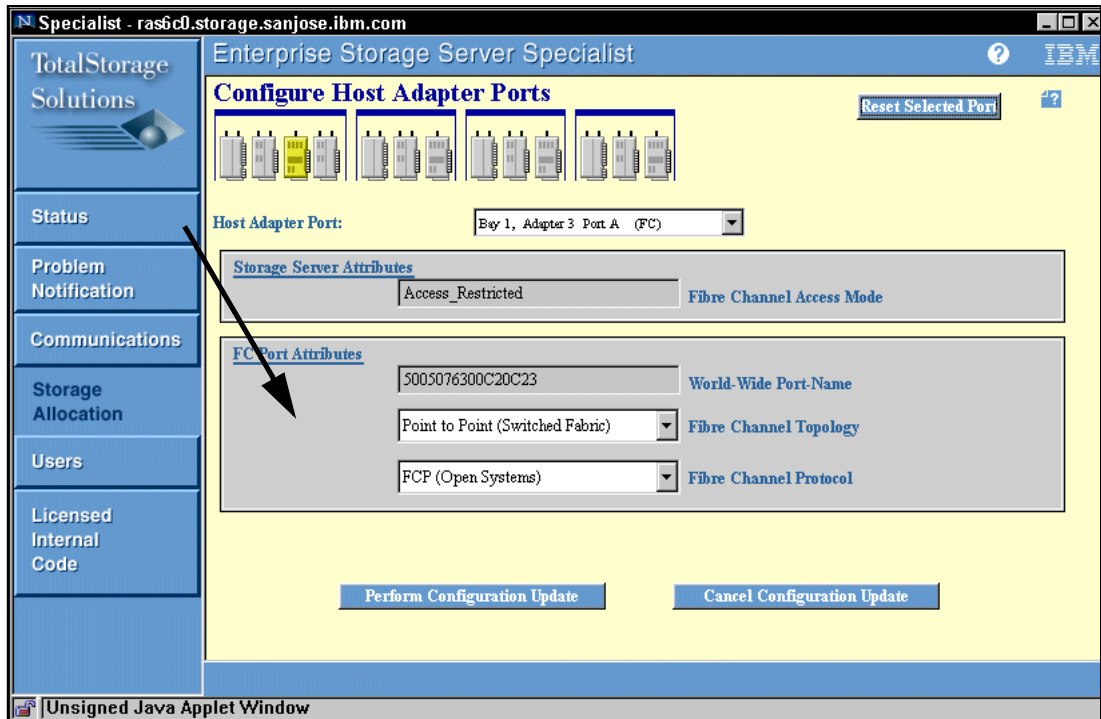 Specialist - ras6c0.storage.sanjose.ibm.com
TotalStorage
Solutions
Enterprise Storage Server Specialist
?
IBM
Configure Host Adapter Ports
Reset Selected Port
?
Status
Problem
Notification
Communications
Storage
Allocation
Users
Licensed
Internal
Code
Host Adapter Port:
Bay 1, Adapter 3 Port A (FC)
Storage Server Attributes
Access_Restricted
Fibre Channel Access Mode
FC Port Attributes
5005076300C20C23
World-Wide Port-Name
Point to Point (Switched Fabric)
Fibre Channel Topology
FCP (Open Systems)
Fibre Channel Protocol
Perform Configuration Update
Cancel Configuration Update
Unsigned Java Applet Window